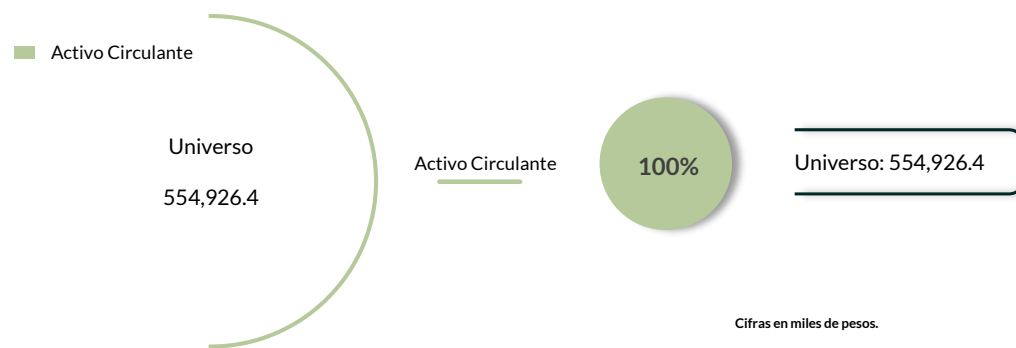 Activo Circulante
Universo
554,926.4
Activo Circulante
100%
Universo: 554,926.4
Cifras en miles de pesos.